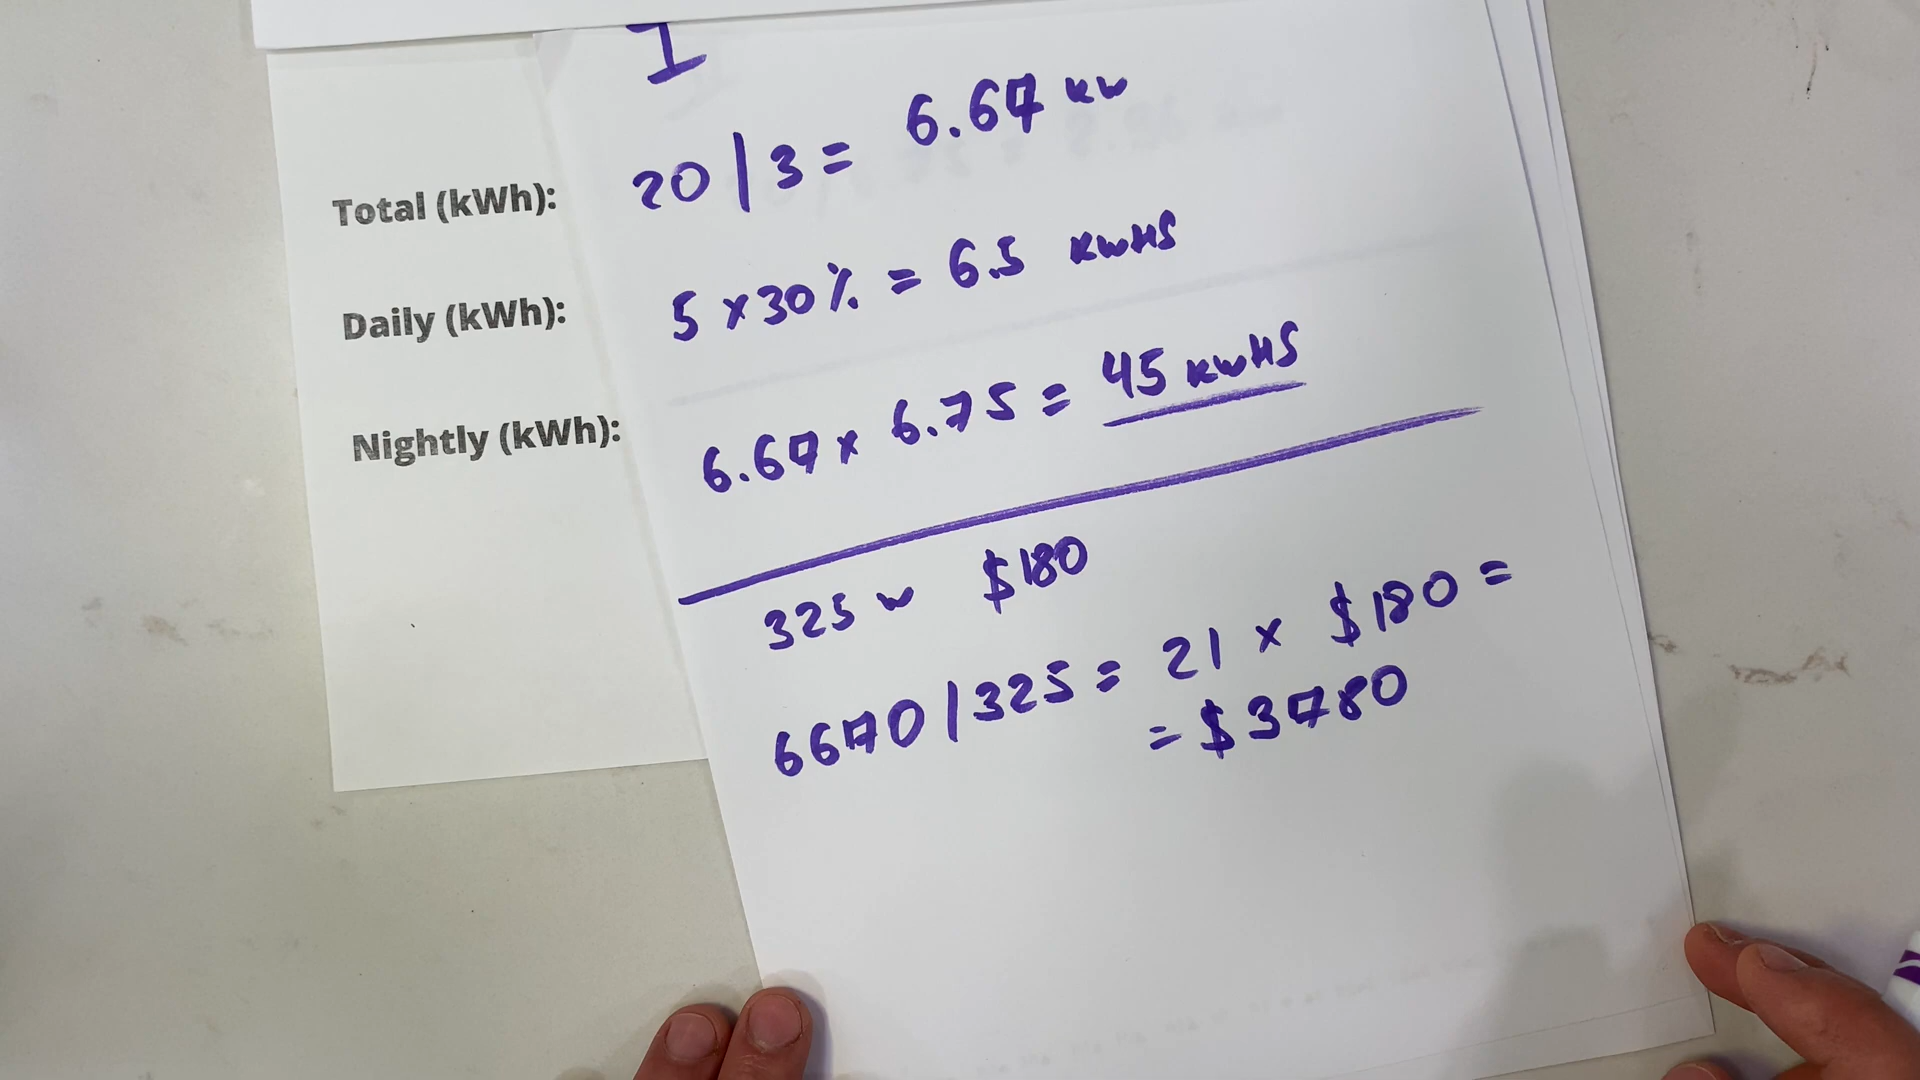 I
20 / 3 = 6.67 kw
Total (kWh):
5 x 30% = 6.5 KWHS
Daily (kWh):
6.67 x 6.75 = 45 KWHS
Nightly (kWh):
325 w $180
6670 / 325 = 21 x $180 =
= $3780